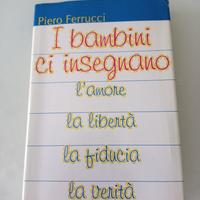 Piero Ferrucci
I bambini
ci insegnano
l'amore
la libertà
la fiducia
la verità